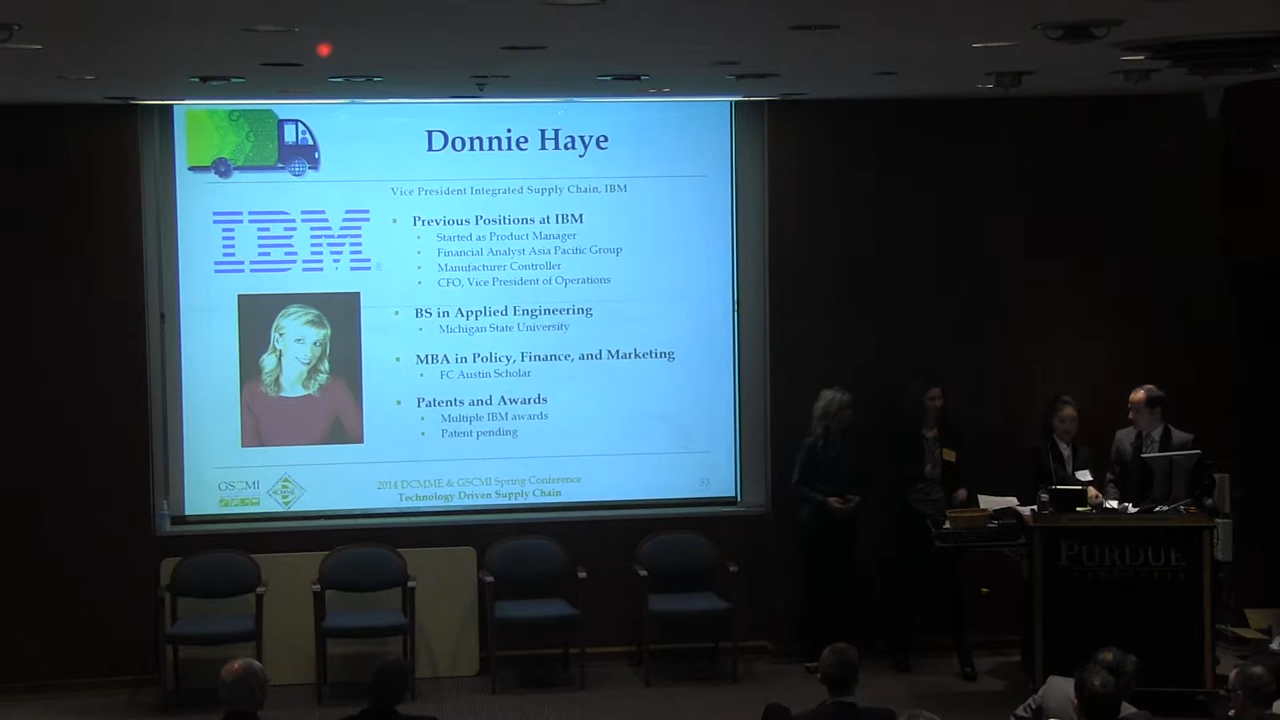 Donnie Haye
Vice President Integrated Supply Chain, IBM
IBM
Previous Positions at IBM
Started as Product Manager
Financial Analyst Asia Pacific Group
Manufacturer Controller
CFO, Vice President of Operations
BS in Applied Engineering
Michigan State University
MBA in Policy, Finance, and Marketing
FC Austin Scholar
Patents and Awards
Multiple IBM awards
Patent pending
GSCMI
DCMME
2014 DCMME & GSCMI Spring Conference
Technology Driven Supply Chain
33
PURDUE